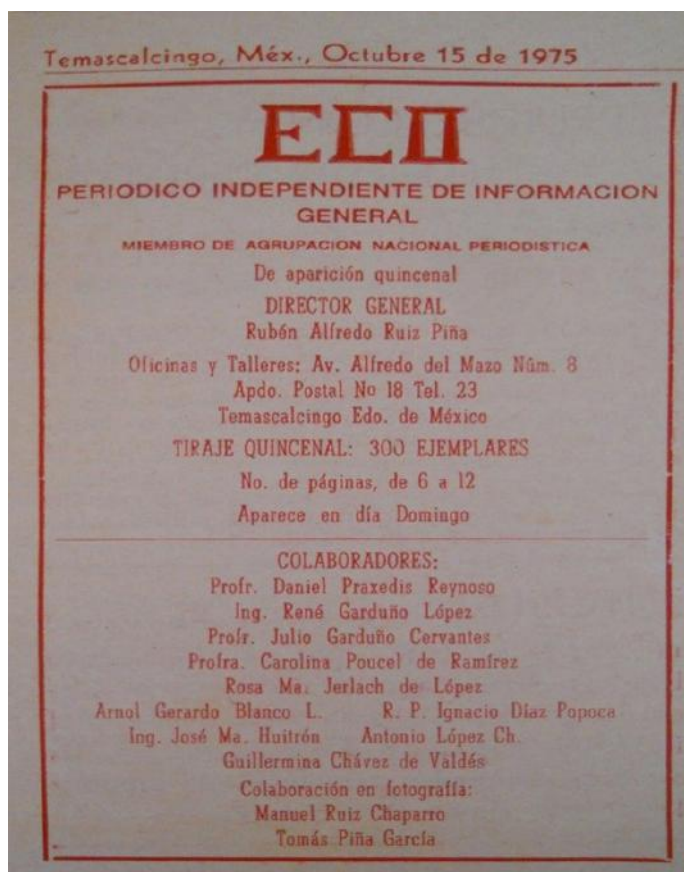 Temascalcingo, Méx., Octubre 15 de 1975
ECO
PERIODICO INDEPENDIENTE DE INFORMACION
GENERAL
MIEMBRO DE AGRUPACION NACIONAL PERIODISTICA
De aparición quincenal
DIRECTOR GENERAL
Rubén Alfredo Ruiz Piña
Oficinas y Talleres: Av. Alfredo del Mazo Núm. 8
Apdo. Postal No 18 Tel. 23
Temascalcingo Edo. de México
TIRAJE QUINCENAL: 300 EJEMPLARES
No. de páginas, de 6 a 12
Aparece en día Domingo
COLABORADORES:
Profr. Daniel Praxedis Reynoso
Ing. René Garduño López
Profr. Julio Garduño Cervantes
Profra. Carolina Poucel de Ramírez
Rosa Ma. Jerlach de López
Arnol Gerardo Blanco L. R. P. Ignacio Díaz Popoca
Ing. José Ma. Huitrón Antonio López Ch.
Guillermina Chávez de Valdés
Colaboración en fotografía:
Manuel Ruiz Chaparro
Tomás Piña García